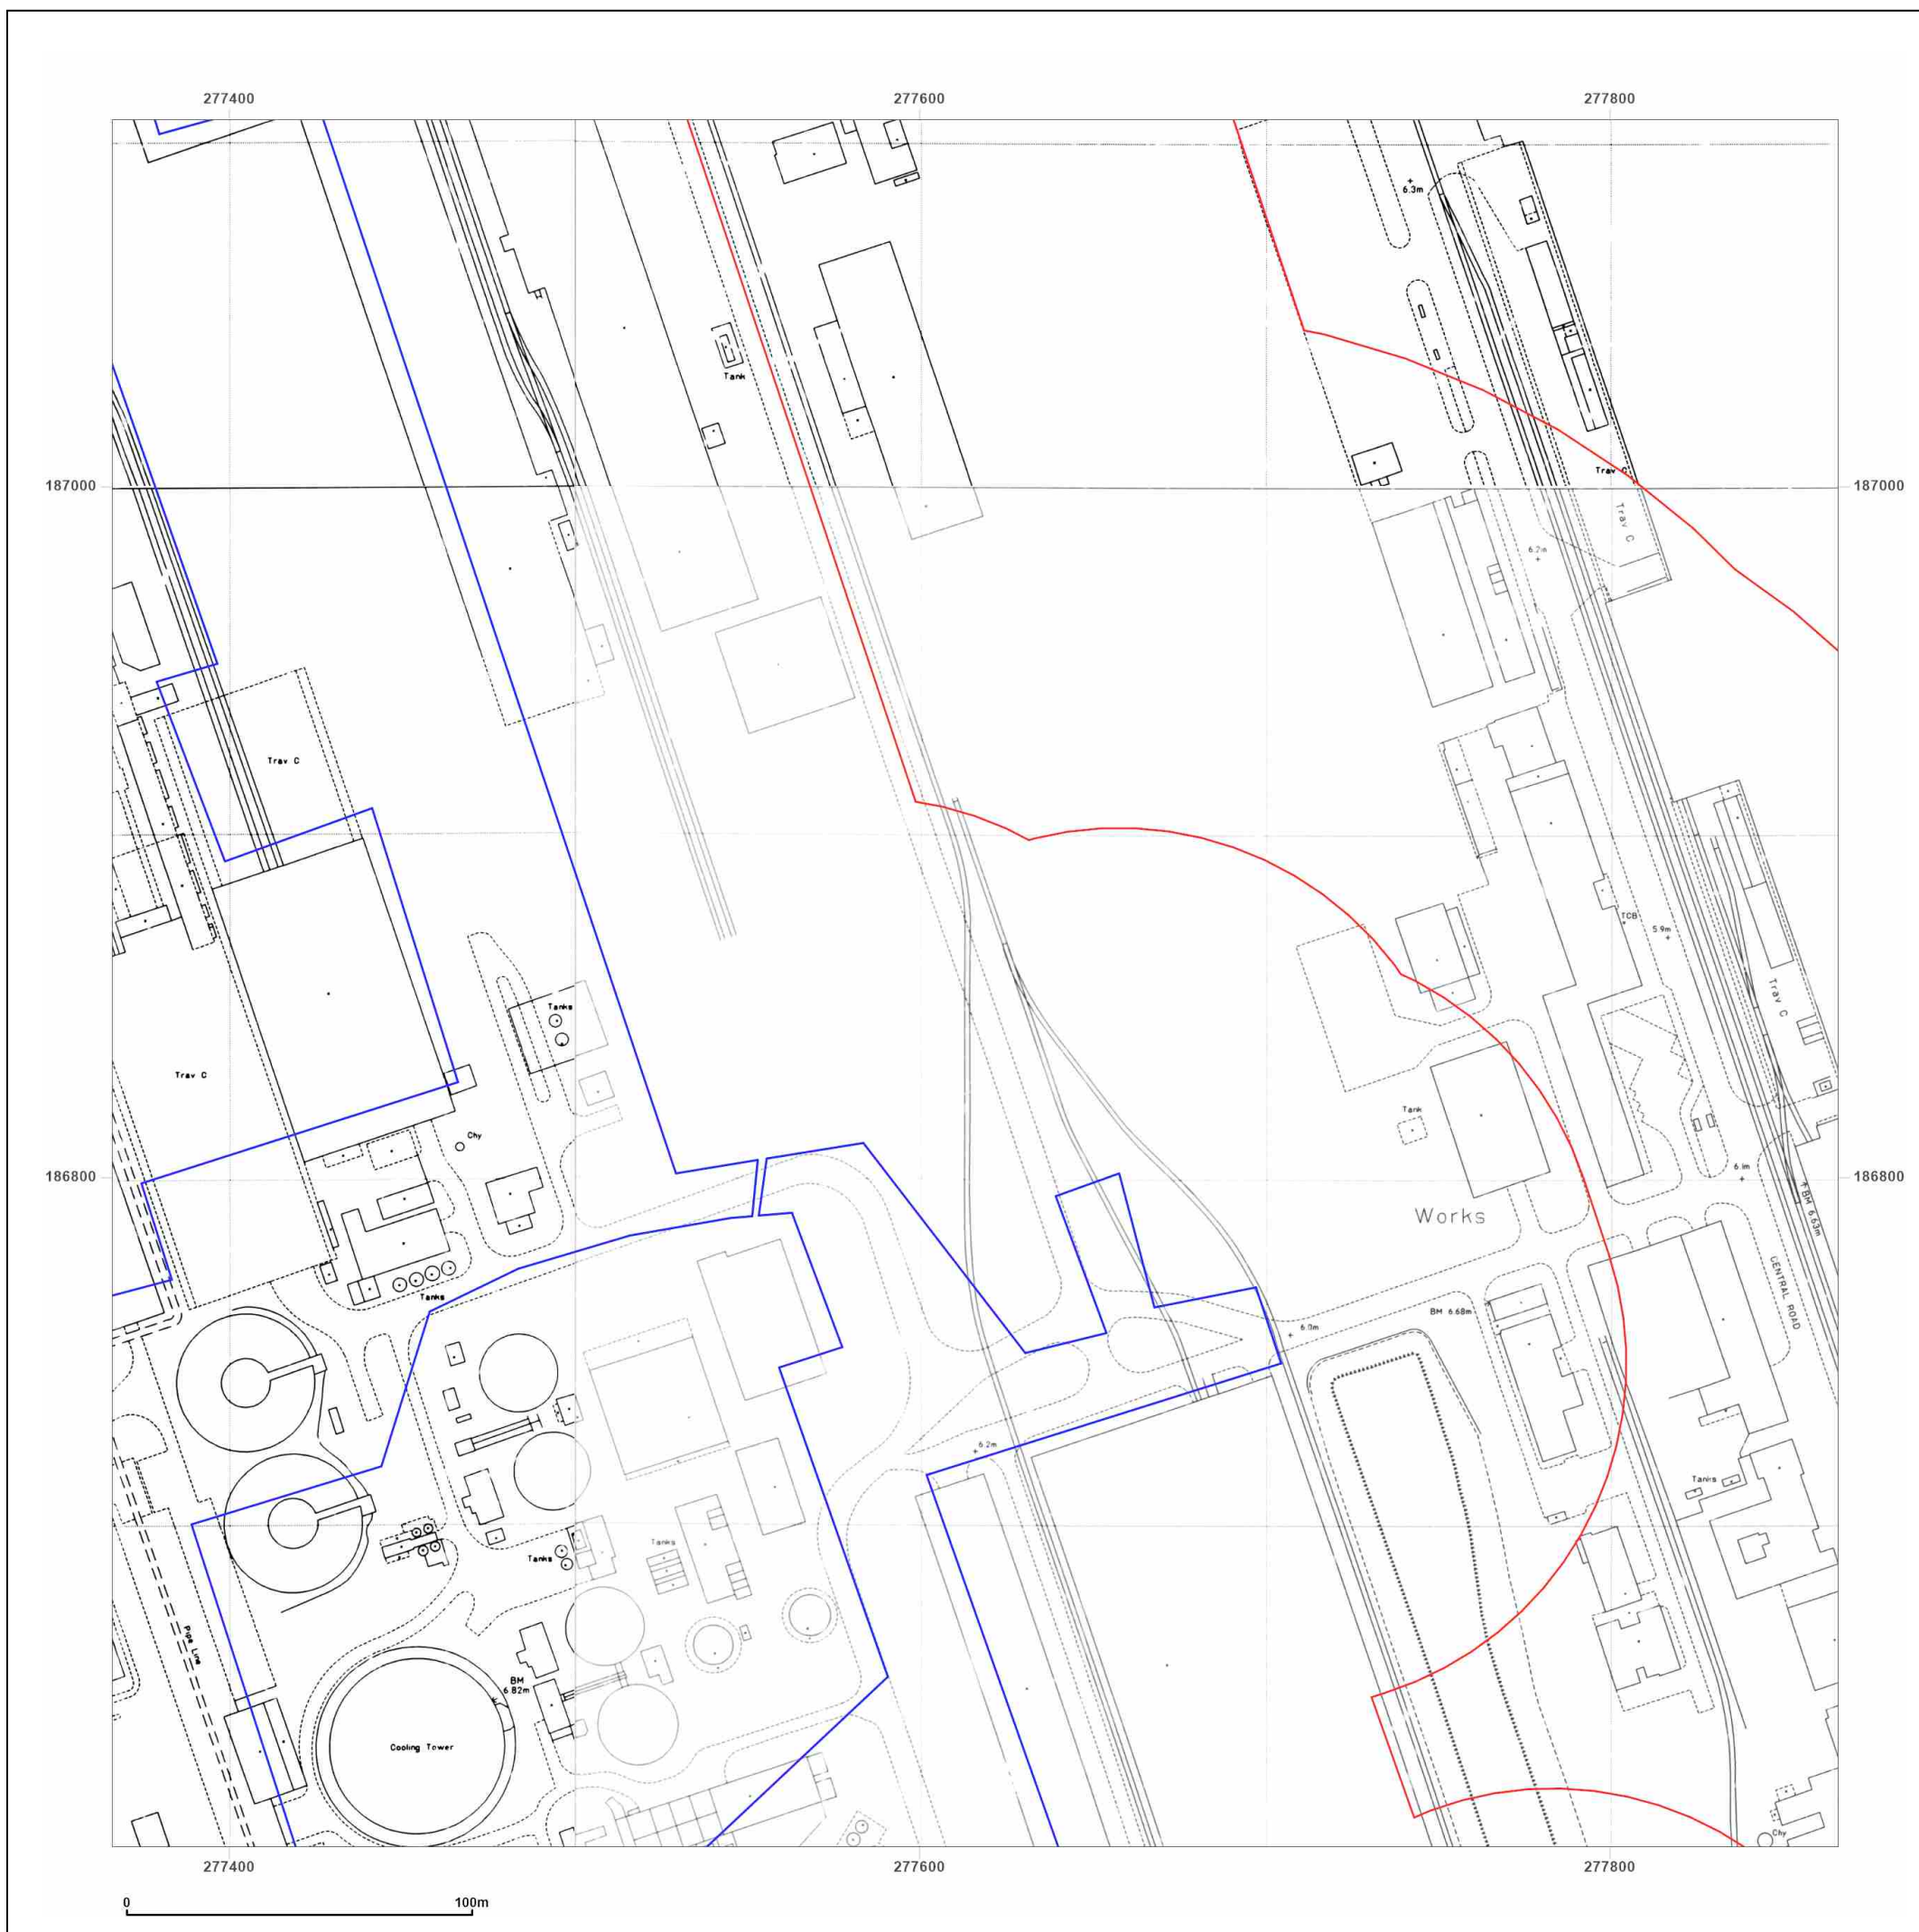 277400 277600 277800
6.3m
Tank
187000 187000
Trav C
Trav C
6.2m
Trav C
TCB
5.9m
Tanks
Trav C
Trav C
Tank
Chy
6.1m
186800 186800
BM 6.63m
Works
Tanks
CENTRAL ROAD
BM 6.68m
6.0m
6.2m
Tanks
Tanks
Tanks
Pipe Line
BM
6.82m
Cooling Tower
Chy
277400 277600 277800
0 100m